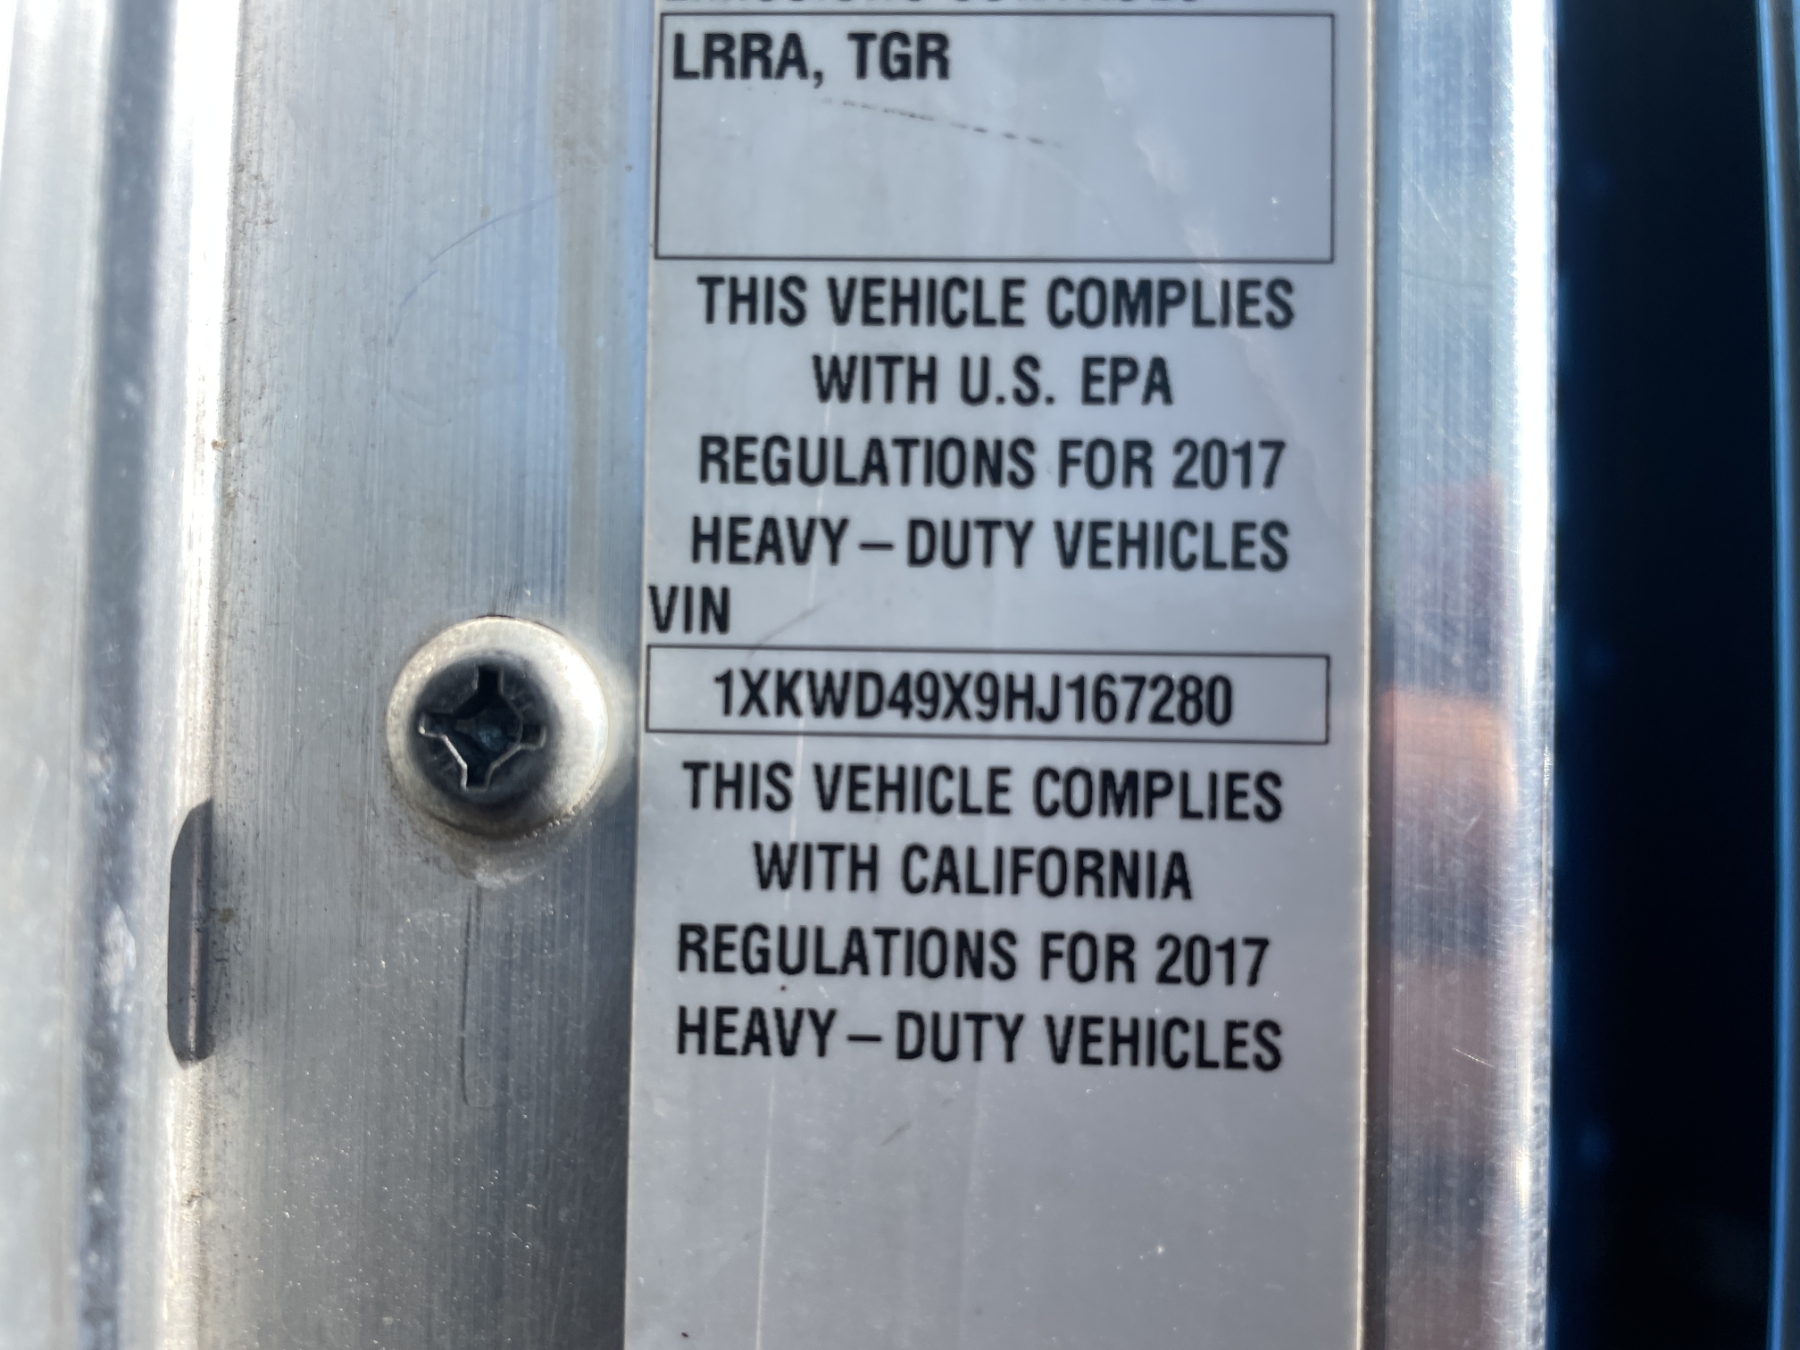 LRRA, TGR
THIS VEHICLE COMPLIES
WITH U.S. EPA
REGULATIONS FOR 2017
HEAVY–DUTY VEHICLES
VIN
1XKWD49X9HJ167280
THIS VEHICLE COMPLIES
WITH CALIFORNIA
REGULATIONS FOR 2017
HEAVY–DUTY VEHICLES